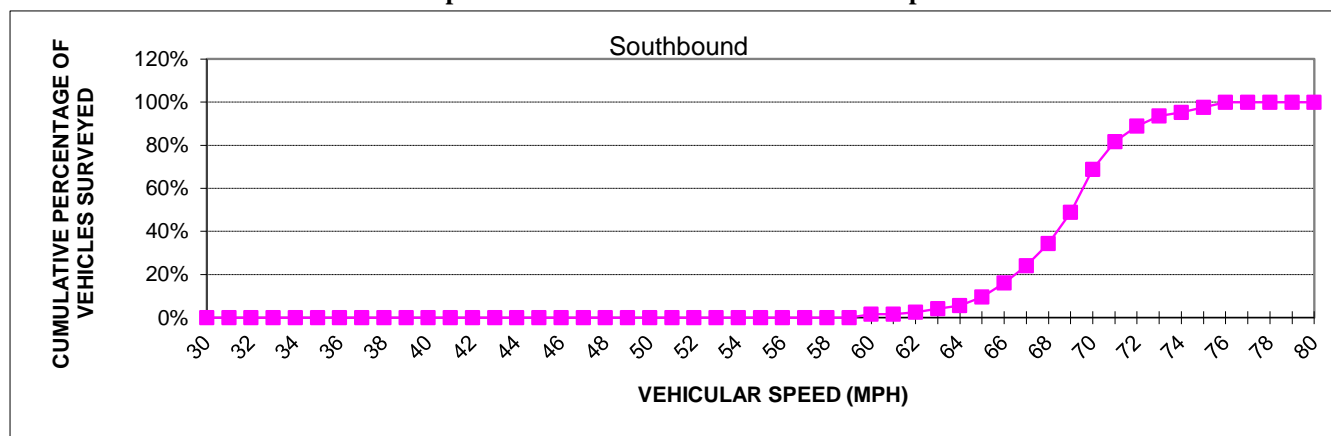 Southbound
CUMULATIVE PERCENTAGE OF
VEHICLES SURVEYED
120%
100%
80%
60%
40%
20%
0%
30 32 34 36 38 40 42 44 46 48 50 52 54 56 58 60 62 64 66 68 70 72 74 76 78 80
VEHICULAR SPEED (MPH)